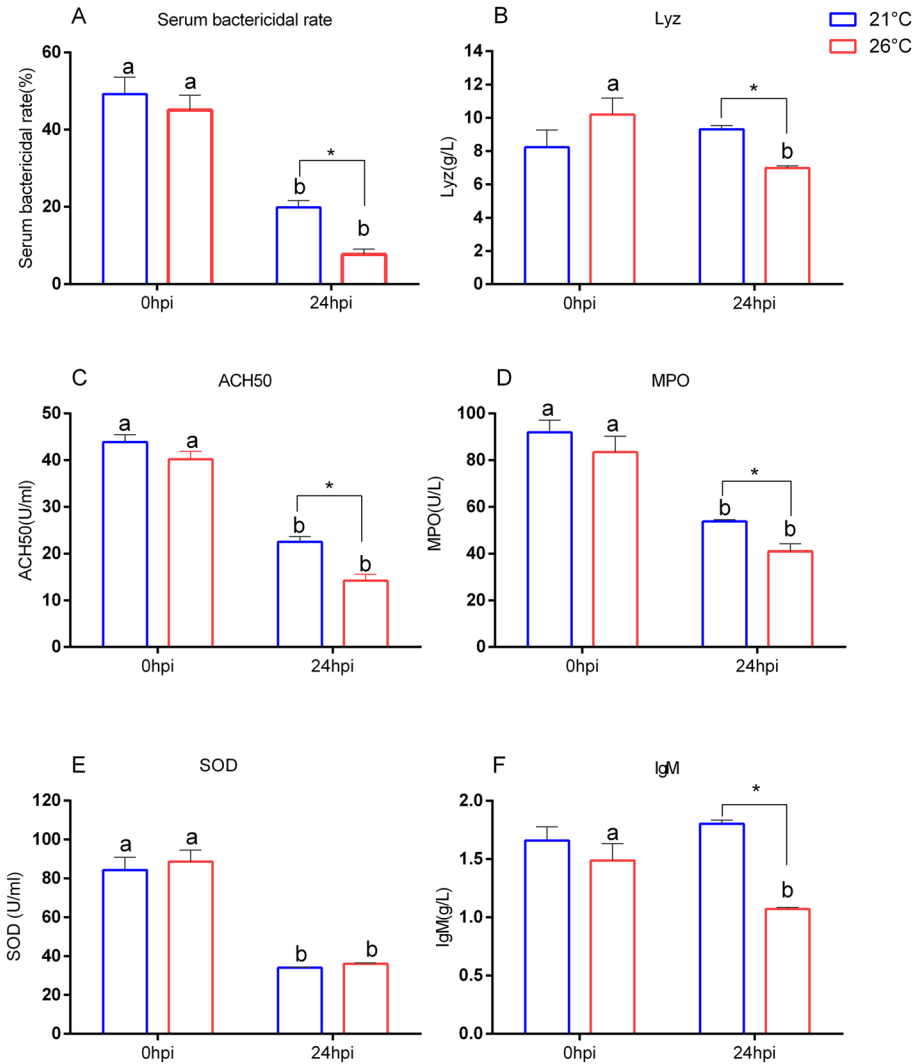 A Serum bactericidal rate
Serum bactericidal rate(%)
60
40
20
0
a
a
b
*
b
0hpi 24hpi
B Lyz
21°C
26°C
Lyz(g/L)
14
12
10
8
6
4
2
0
a
*
b
0hpi 24hpi
C ACH50
ACH50(U/ml)
50
40
30
20
10
0
a
a
b
*
b
0hpi 24hpi
D MPO
MPO(U/L)
100
80
60
40
20
0
a
a
b
*
b
0hpi 24hpi
E SOD
SOD (U/ml)
120
100
80
60
40
20
0
a
a
b
b
0hpi 24hpi
F IgM
IgM(g/L)
2.0
1.5
1.0
0.5
0.0
a
*
b
0hpi 24hpi